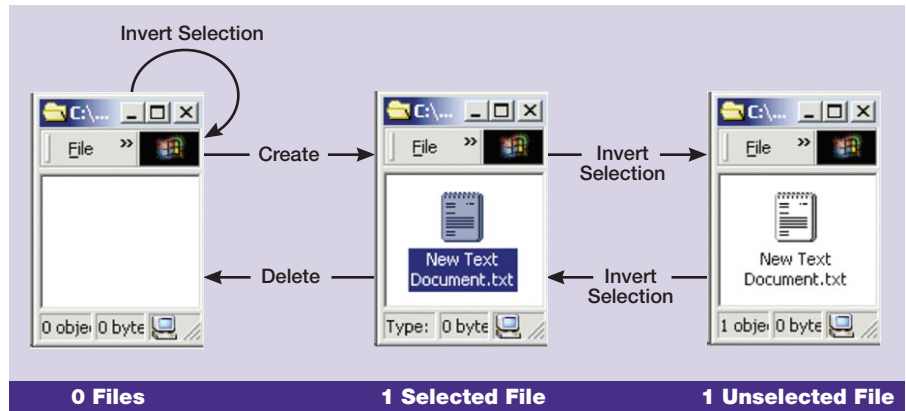 Invert Selection
C:\...
File »
0 obje 0 byte
0 Files
Create
Delete
File »
New Text
Document.txt
Type: 0 byte
1 Selected File
Invert
Selection
Invert
Selection
C:\...
File »
New Text
Document.txt
1 obje 0 byte
1 Unselected File